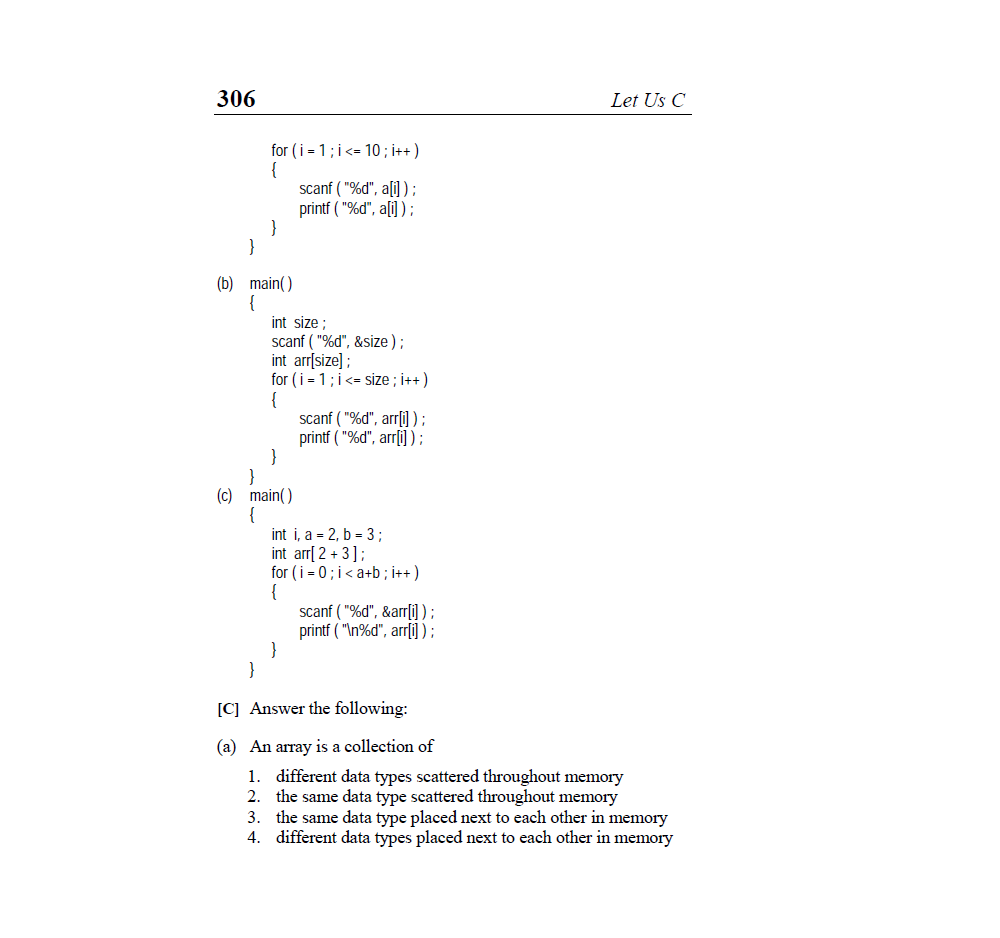 306 Let Us C
for ( i = 1 ; i <= 10 ; i++ )
{
scanf ( "%d", a[i] ) ;
printf ( "%d", a[i] ) ;
}
}
(b) main( )
{
int size ;
scanf ( "%d", &size ) ;
int arr[size] ;
for ( i = 1 ; i <= size ; i++ )
{
scanf ( "%d", arr[i] ) ;
printf ( "%d", arr[i] ) ;
}
}
(c) main( )
{
int i, a = 2, b = 3 ;
int arr[ 2 + 3 ] ;
for ( i = 0 ; i < a+b ; i++ )
{
scanf ( "%d", &arr[i] ) ;
printf ( "\n%d", arr[i] ) ;
}
}
[C] Answer the following:
(a) An array is a collection of
1. different data types scattered throughout memory
2. the same data type scattered throughout memory
3. the same data type placed next to each other in memory
4. different data types placed next to each other in memory